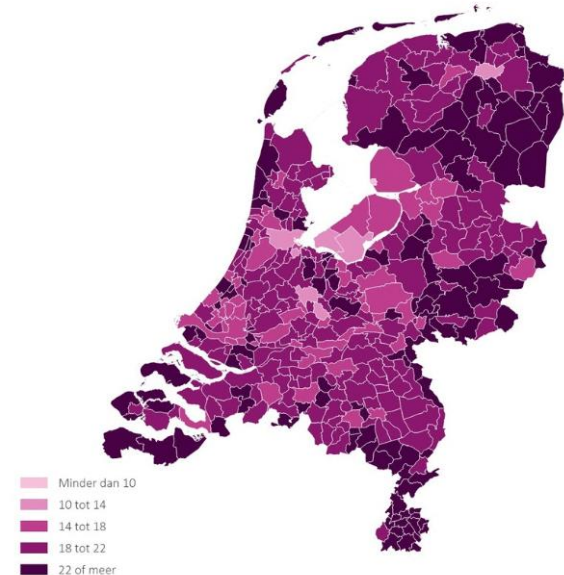 Minder dan 10
10 tot 14
14 tot 18
18 tot 22
22 of meer